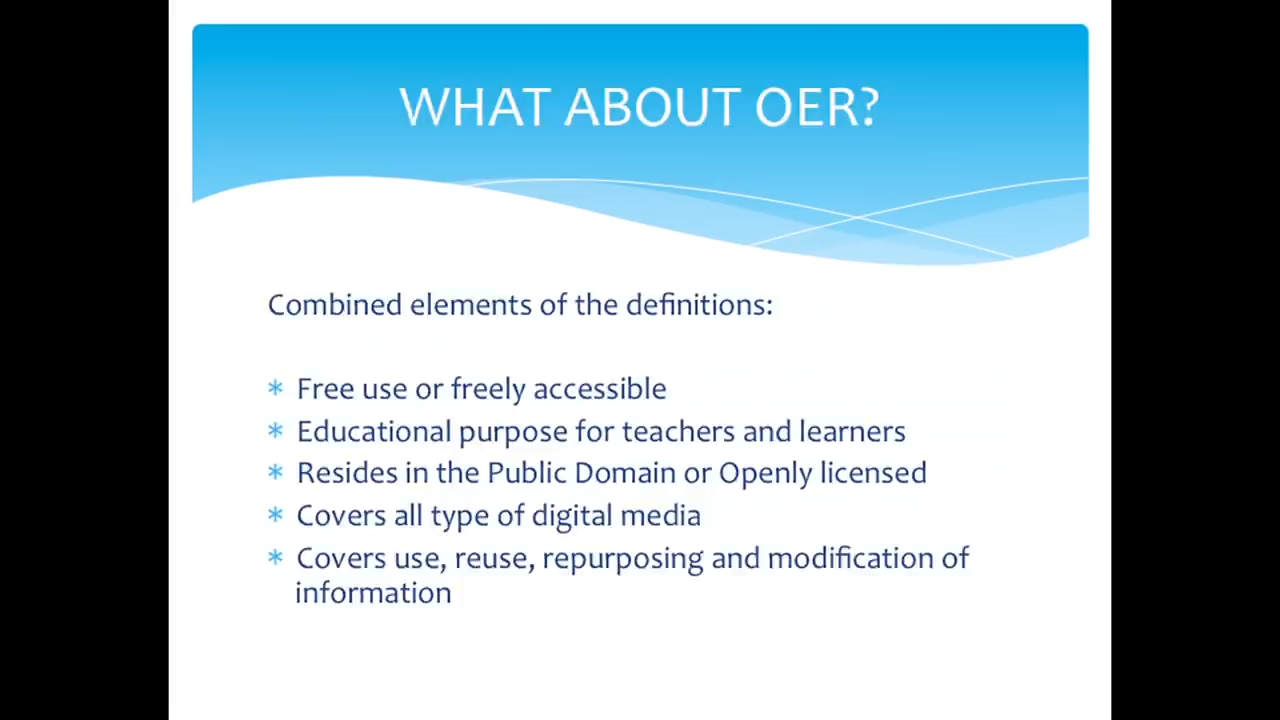 WHAT ABOUT OER?
Combined elements of the definitions:
* Free use or freely accessible
* Educational purpose for teachers and learners
* Resides in the Public Domain or Openly licensed
* Covers all type of digital media
* Covers use, reuse, repurposing and modification of
information